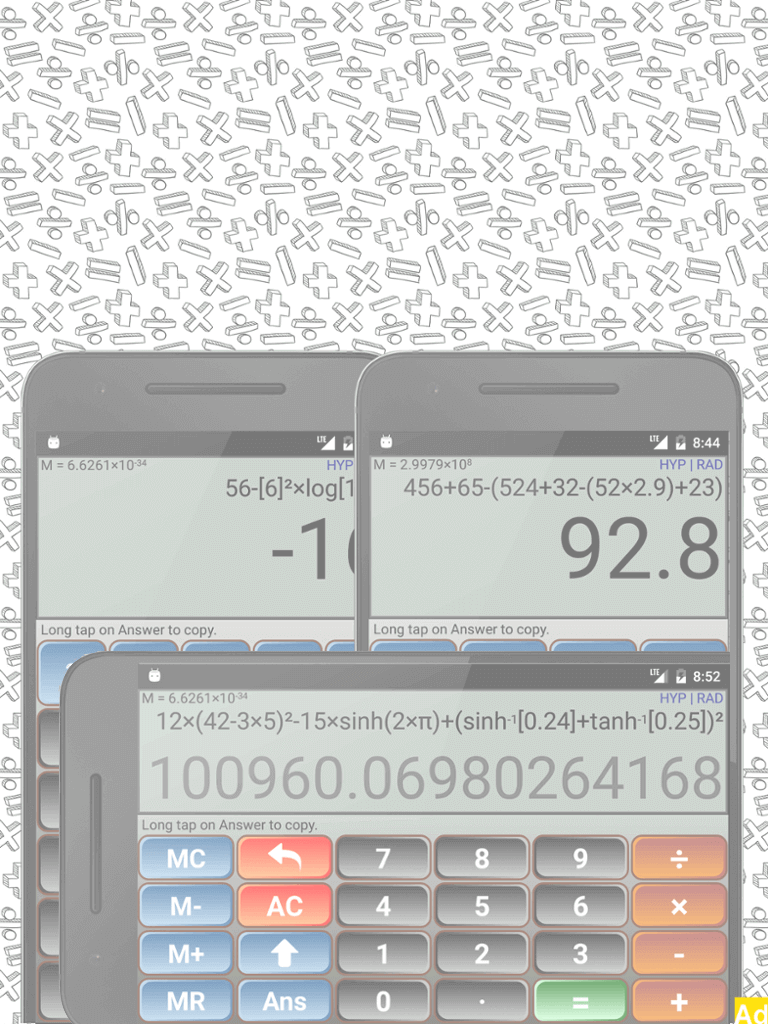 LTE
M = 6.6261×10⁻³⁴ HYP
56-[6]²×log[1
-10
Long tap on Answer to copy.
LTE 8:44
M = 2.9979×10⁸ HYP | RAD
456+65-(524+32-(52×2.9)+23)
92.8
Long tap on Answer to copy.
LTE 8:52
M = 6.6261×10⁻³⁴ HYP | RAD
12×(42-3×5)²-15×sinh(2×π)+(sinh⁻¹[0.24]+tanh⁻¹[0.25])²
100960.06980264168
Long tap on Answer to copy.
MC 7 8 9 ÷
M- AC 4 5 6 ×
M+ 1 2 3 -
MR Ans 0 · = +
Ad